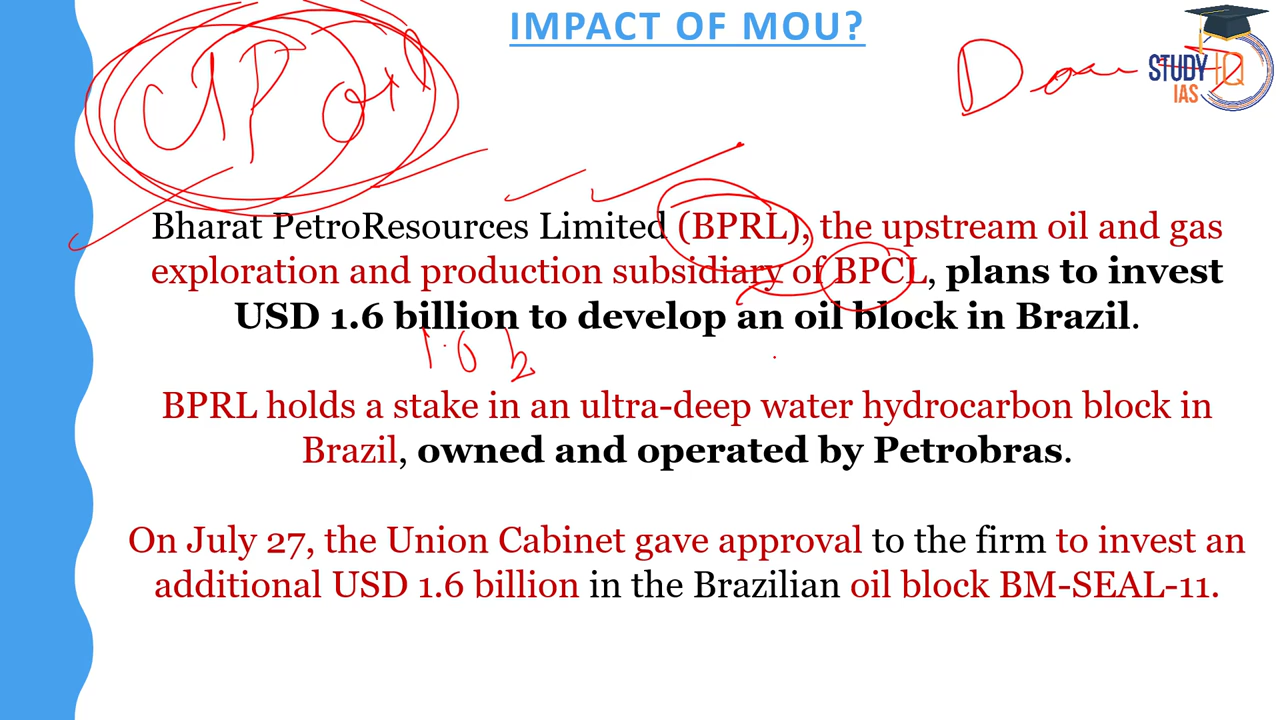 IMPACT OF MOU?
STUDY IQ
IAS
Bharat PetroResources Limited (BPRL), the upstream oil and gas
exploration and production subsidiary of BPCL, plans to invest
USD 1.6 billion to develop an oil block in Brazil.
1.6 b
BPRL holds a stake in an ultra-deep water hydrocarbon block in
Brazil, owned and operated by Petrobras.
On July 27, the Union Cabinet gave approval to the firm to invest an
additional USD 1.6 billion in the Brazilian oil block BM-SEAL-11.